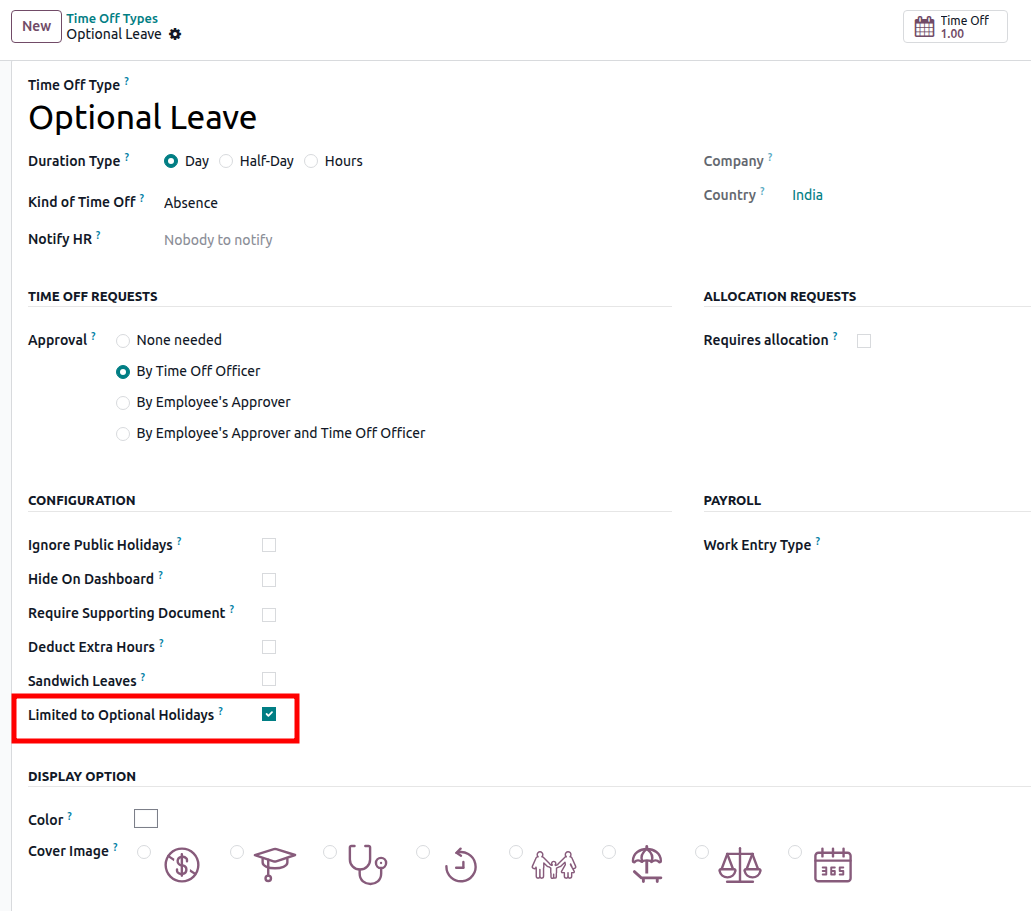 New
Time Off Types
Optional Leave
Time Off
1.00
Time Off Type ?
Optional Leave
Duration Type ?
Day
Half-Day
Hours
Company ?
Country ?
India
Kind of Time Off ?
Absence
Notify HR ?
Nobody to notify
TIME OFF REQUESTS
ALLOCATION REQUESTS
Approval ?
None needed
By Time Off Officer
By Employee's Approver
By Employee's Approver and Time Off Officer
Requires allocation ?
CONFIGURATION
PAYROLL
Ignore Public Holidays ?
Work Entry Type ?
Hide On Dashboard ?
Require Supporting Document ?
Deduct Extra Hours ?
Sandwich Leaves ?
Limited to Optional Holidays ?
DISPLAY OPTION
Color ?
Cover Image ?
$
365